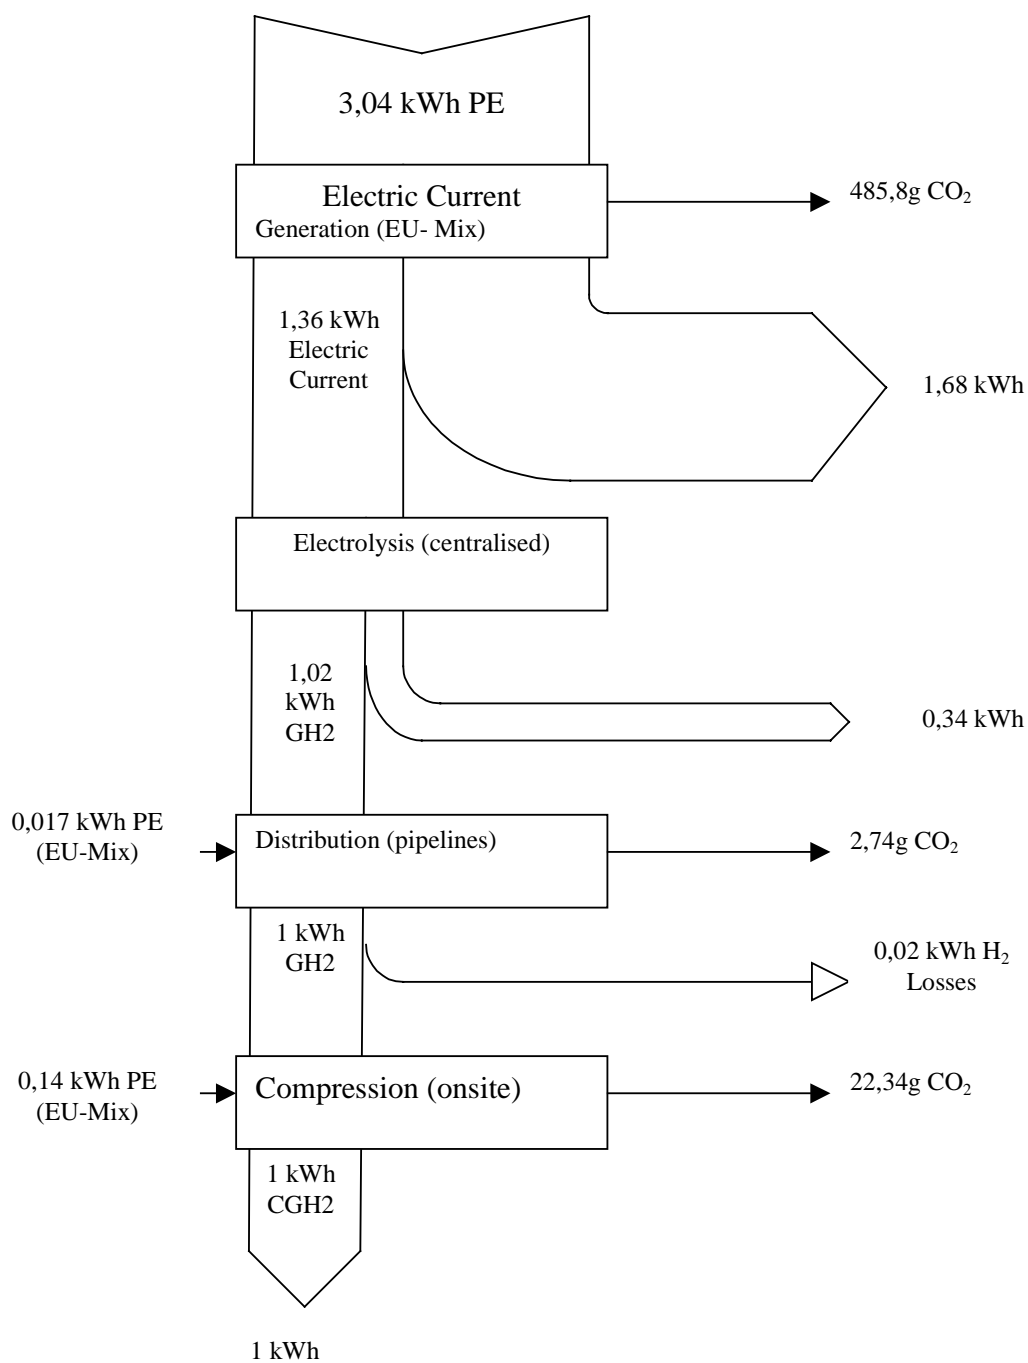 3,04 kWh PE
Electric Current
Generation (EU- Mix)
485,8g CO₂
1,36 kWh
Electric
Current
1,68 kWh
Electrolysis (centralised)
1,02
kWh
GH2
0,34 kWh
0,017 kWh PE
(EU-Mix)
Distribution (pipelines)
2,74g CO₂
1 kWh
GH2
0,02 kWh H₂
Losses
0,14 kWh PE
(EU-Mix)
Compression (onsite)
22,34g CO₂
1 kWh
CGH2
1 kWh